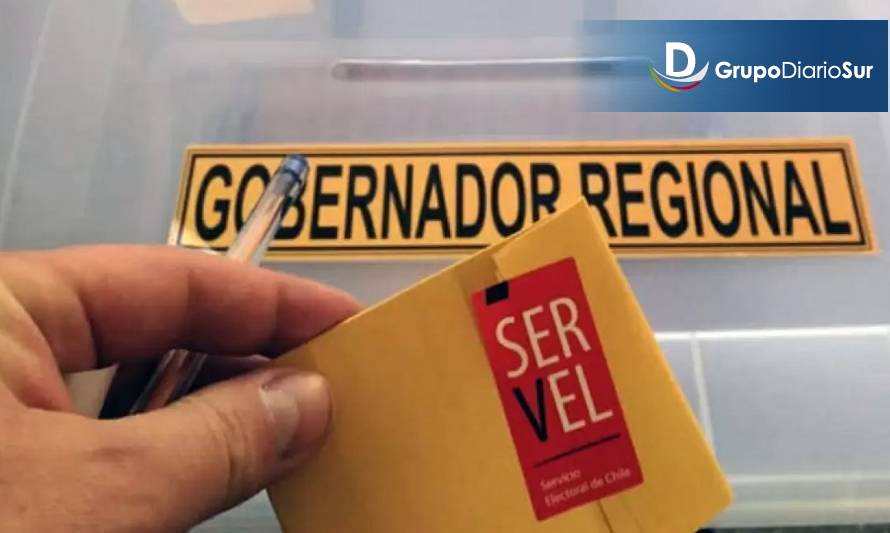 D GrupoDiarioSur
GOBERNADOR REGIONAL
SER
VEL
Servicio
Electoral de Chile